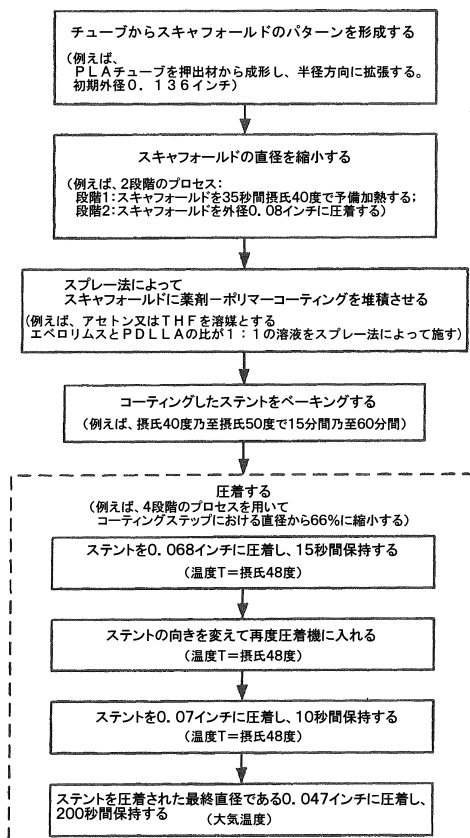 チューブからスキャフォールドのパターンを形成する
(例えば、
PLAチューブを押出材から成形し、半径方向に拡張する。
初期外径0.136インチ)
スキャフォールドの直径を縮小する
(例えば、2段階のプロセス:
段階1:スキャフォールドを35秒間摂氏40度で予備加熱する;
段階2:スキャフォールドを外径0.08インチに圧着する)
スプレー法によって
スキャフォールドに薬剤-ポリマーコーティングを堆積させる
(例えば、アセトン又はTHFを溶媒とする
エベロリムスとPDLLAの比が1:1の溶液をスプレー法によって施す)
コーティングしたステントをベーキングする
(例えば、摂氏40度乃至摂氏50度で15分間乃至60分間)
圧着する
(例えば、4段階のプロセスを用いて
コーティングステップにおける直径から66%に縮小する)
ステントを0.068インチに圧着し、15秒間保持する
(温度T=摂氏48度)
ステントの向きを変えて再度圧着機に入れる
(温度T=摂氏48度)
ステントを0.07インチに圧着し、10秒間保持する
(温度T=摂氏48度)
ステントを圧着された最終直径である0.047インチに圧着し、
200秒間保持する (大気温度)